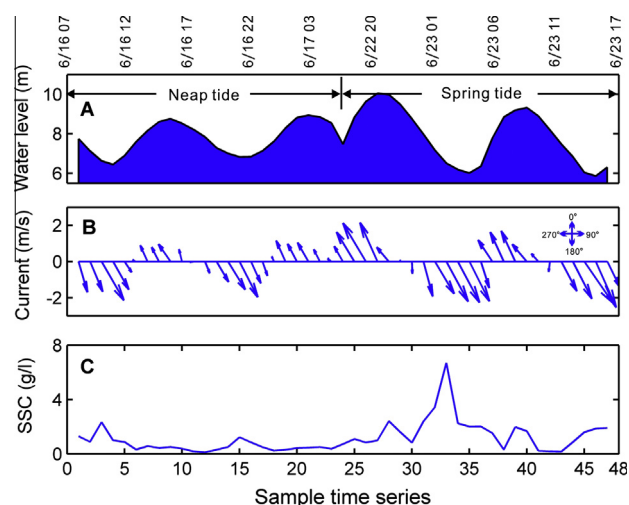 6/16 07 6/16 12 6/16 17 6/16 22 6/17 03 6/22 20 6/23 01 6/23 06 6/23 11 6/23 17
Water level (m)
10
8
6
A
Neap tide
Spring tide
Current (m/s)
2
0
-2
B
0°
270° 90°
180°
SSC (g/l)
8
4
0
C
0 5 10 15 20 25 30 35 40 45 48
Sample time series